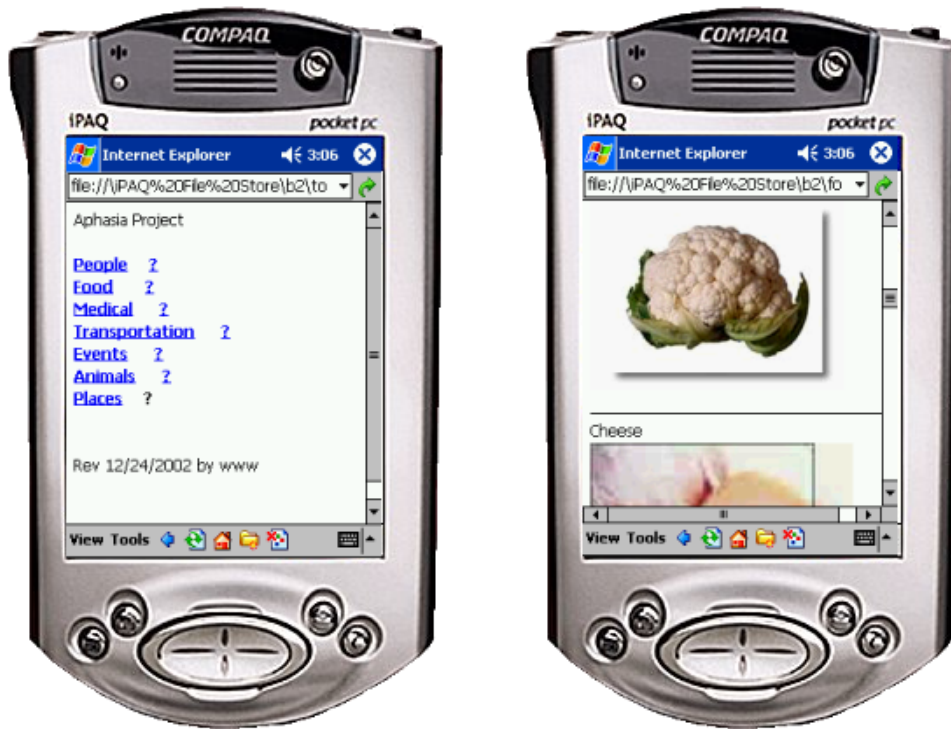 COMPAQ
iPAQ pocket pc
Internet Explorer 3:06
file://\iPAQ%20File%20Store\b2\to
Aphasia Project
People ?
Food ?
Medical ?
Transportation ?
Events ?
Animals ?
Places ?
Rev 12/24/2002 by www
View Tools
COMPAQ
iPAQ pocket pc
Internet Explorer 3:06
file://\iPAQ%20File%20Store\b2\fo
Cheese
View Tools